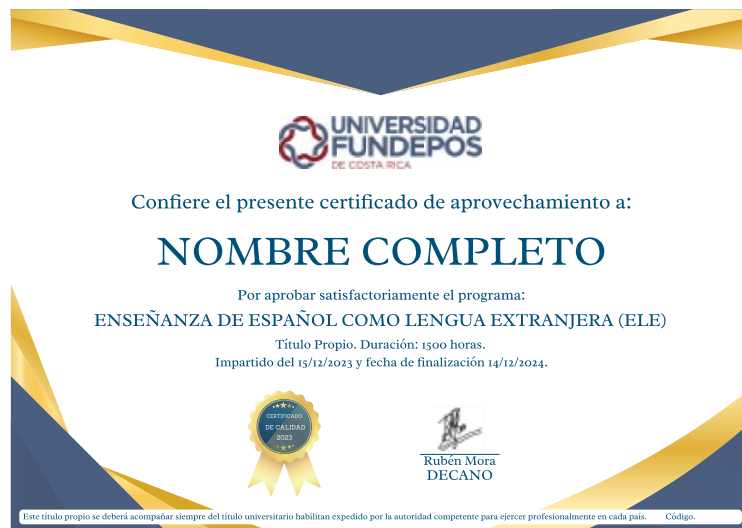 UNIVERSIDAD
FUNDEPOS
DE COSTA RICA
Confiere el presente certificado de aprovechamiento a:
NOMBRE COMPLETO
Por aprobar satisfactoriamente el programa:
ENSEÑANZA DE ESPAÑOL COMO LENGUA EXTRANJERA (ELE)
Título Propio. Duración: 1500 horas.
Impartido del 15/12/2023 y fecha de finalización 14/12/2024.
CERTIFICADO
DE CALIDAD
2023
Rubén Mora
DECANO
Este título propio se deberá acompañar siempre del título universitario habilitan expedido por la autoridad competente para ejercer profesionalmente en cada país. Código.